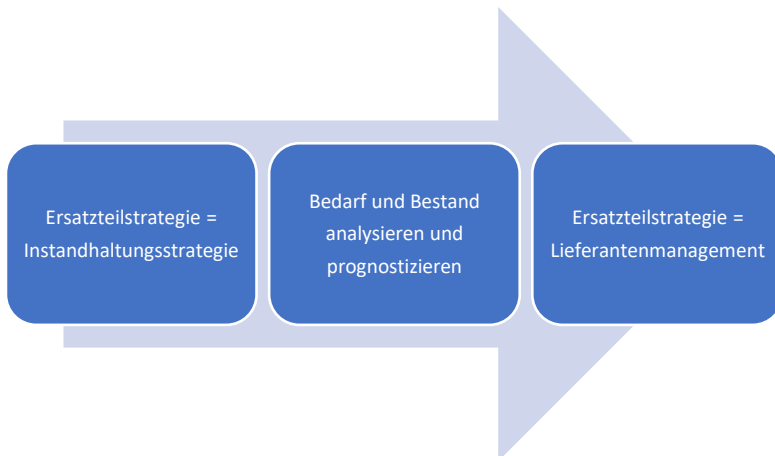 Ersatzteilstrategie =
Instandhaltungsstrategie
Bedarf und Bestand
analysieren und
prognostizieren
Ersatzteilstrategie =
Lieferantenmanagement